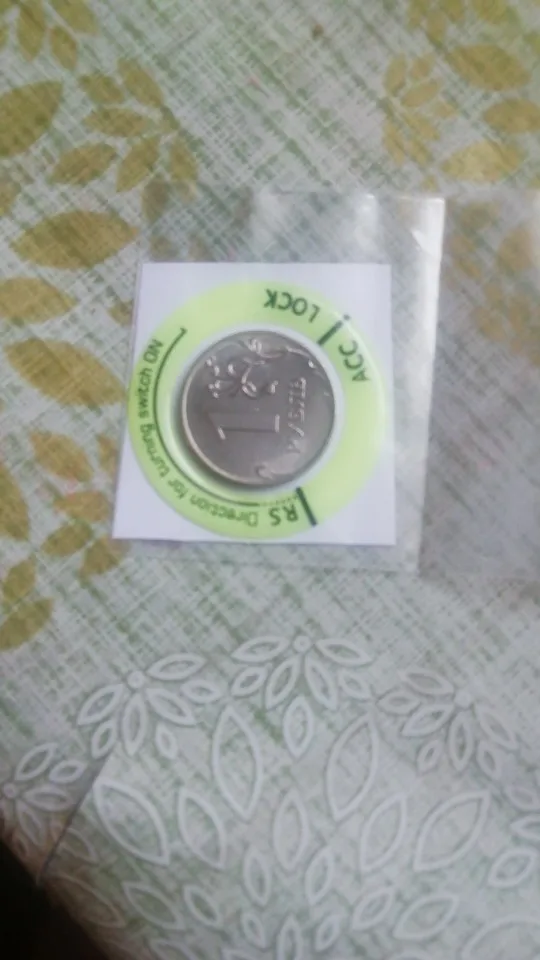 LOCK
ACC
R.S
Direction for turning switch ON
1
РУБЛЬ